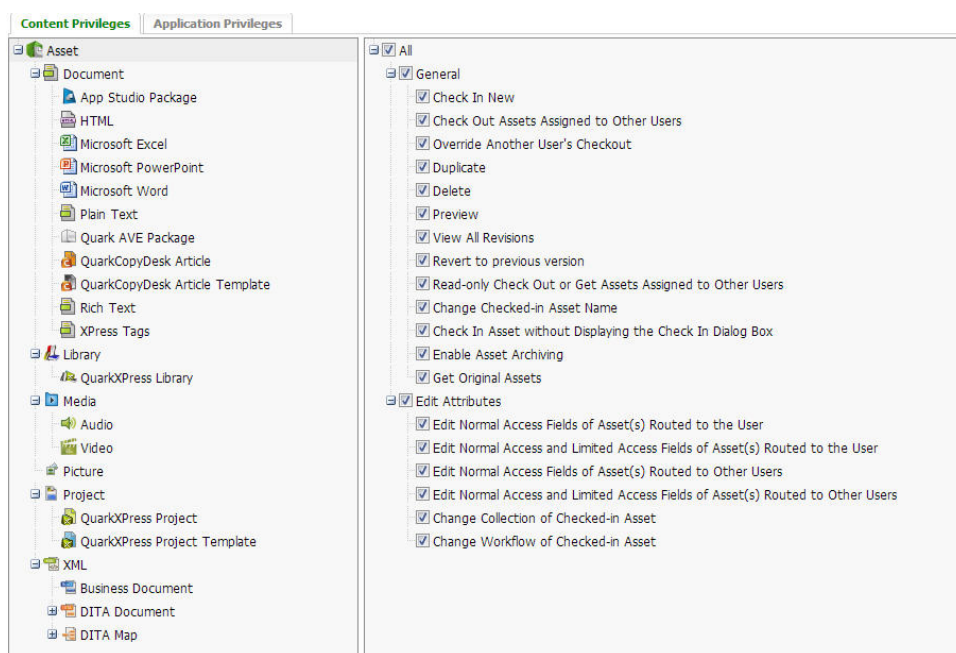 Content Privileges
Application Privileges
Asset
Document
App Studio Package
HTML
Microsoft Excel
Microsoft PowerPoint
Microsoft Word
Plain Text
Quark AVE Package
QuarkCopyDesk Article
QuarkCopyDesk Article Template
Rich Text
XPress Tags
Library
QuarkXPress Library
Media
Audio
Video
Picture
Project
QuarkXPress Project
QuarkXPress Project Template
XML
Business Document
DITA Document
DITA Map
All
General
Check In New
Check Out Assets Assigned to Other Users
Override Another User's Checkout
Duplicate
Delete
Preview
View All Revisions
Revert to previous version
Read-only Check Out or Get Assets Assigned to Other Users
Change Checked-in Asset Name
Check In Asset without Displaying the Check In Dialog Box
Enable Asset Archiving
Get Original Assets
Edit Attributes
Edit Normal Access Fields of Asset(s) Routed to the User
Edit Normal Access and Limited Access Fields of Asset(s) Routed to the User
Edit Normal Access Fields of Asset(s) Routed to Other Users
Edit Normal Access and Limited Access Fields of Asset(s) Routed to Other Users
Change Collection of Checked-in Asset
Change Workflow of Checked-in Asset